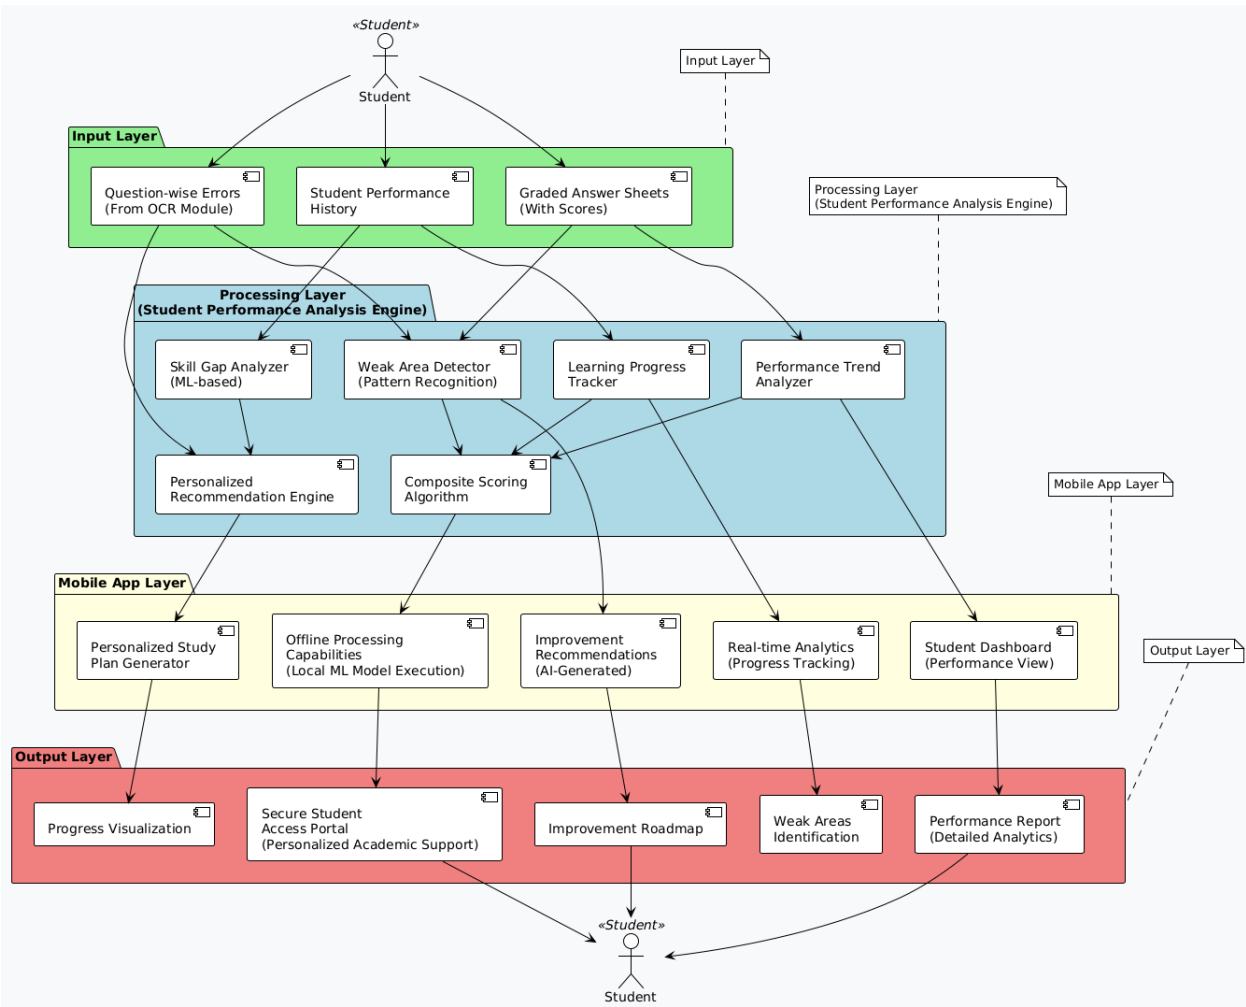 «Student»
Student
Input Layer
Input Layer
Question-wise Errors
(From OCR Module)
Student Performance
History
Graded Answer Sheets
(With Scores)
Processing Layer
(Student Performance Analysis Engine)
Processing Layer
(Student Performance Analysis Engine)
Skill Gap Analyzer
(ML-based)
Weak Area Detector
(Pattern Recognition)
Learning Progress
Tracker
Performance Trend
Analyzer
Personalized
Recommendation Engine
Composite Scoring
Algorithm
Mobile App Layer
Mobile App Layer
Personalized Study
Plan Generator
Offline Processing
Capabilities
(Local ML Model Execution)
Improvement
Recommendations
(AI-Generated)
Real-time Analytics
(Progress Tracking)
Student Dashboard
(Performance View)
Output Layer
Output Layer
Progress Visualization
Secure Student
Access Portal
(Personalized Academic Support)
Improvement Roadmap
Weak Areas
Identification
Performance Report
(Detailed Analytics)
«Student»
Student